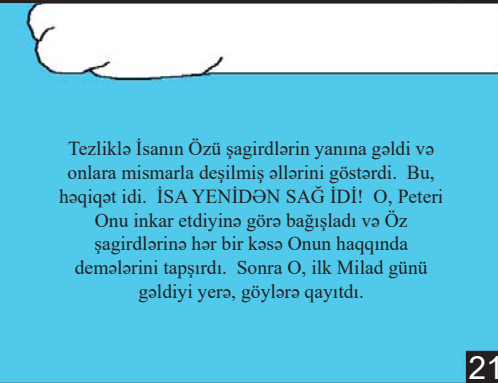 Tezliklə İsanın Özü şagirdlərin yanına gəldi və
onlara mismarla deşilmiş əllərini göstərdi.  Bu,
həqiqət idi.  İSA YENİDƏN SAĞ İDİ!  O, Peteri
Onu inkar etdiyinə görə bağışladı və Öz
şagirdlərinə hər bir kəsə Onun haqqında
demələrini tapşırdı.  Sonra O, ilk Milad günü
gəldiyi yerə, göylərə qayıtdı.
21